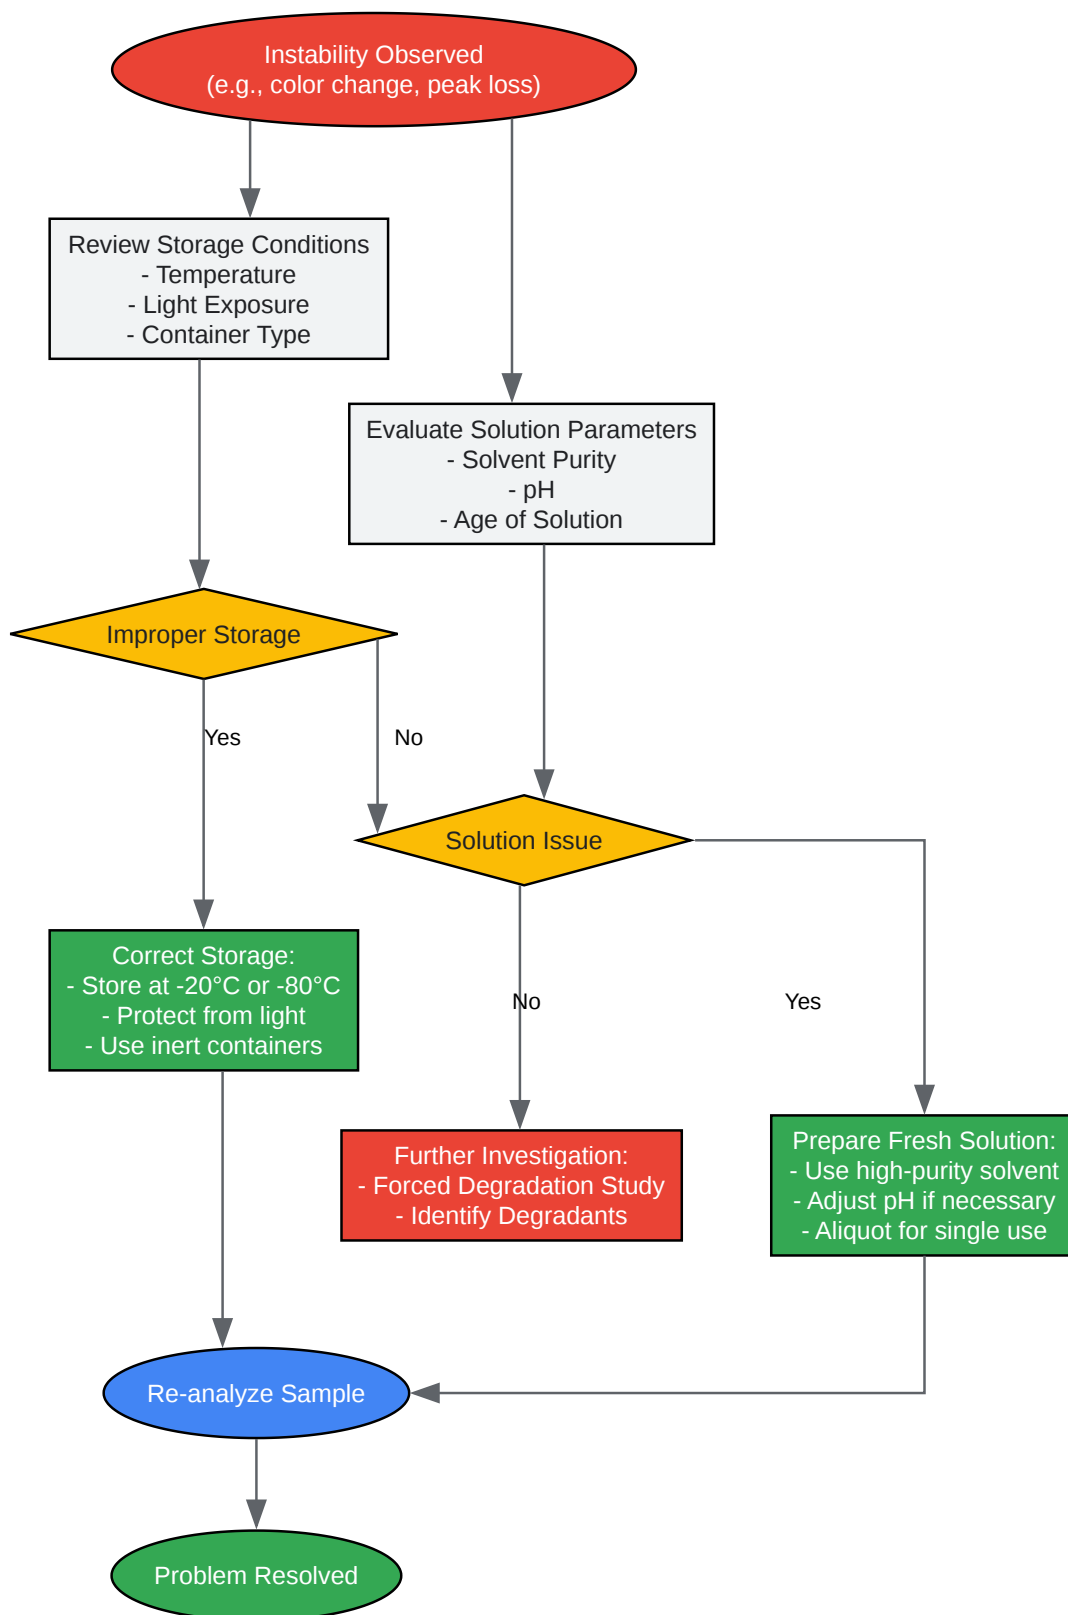 Instability Observed
(e.g., color change, peak loss)
Review Storage Conditions
- Temperature
- Light Exposure
- Container Type
Evaluate Solution Parameters
- Solvent Purity
- pH
- Age of Solution
Improper Storage
Yes
No
Solution Issue
Correct Storage:
- Store at -20°C or -80°C
- Protect from light
- Use inert containers
No
Yes
Further Investigation:
- Forced Degradation Study
- Identify Degradants
Prepare Fresh Solution:
- Use high-purity solvent
- Adjust pH if necessary
- Aliquot for single use
Re-analyze Sample
Problem Resolved